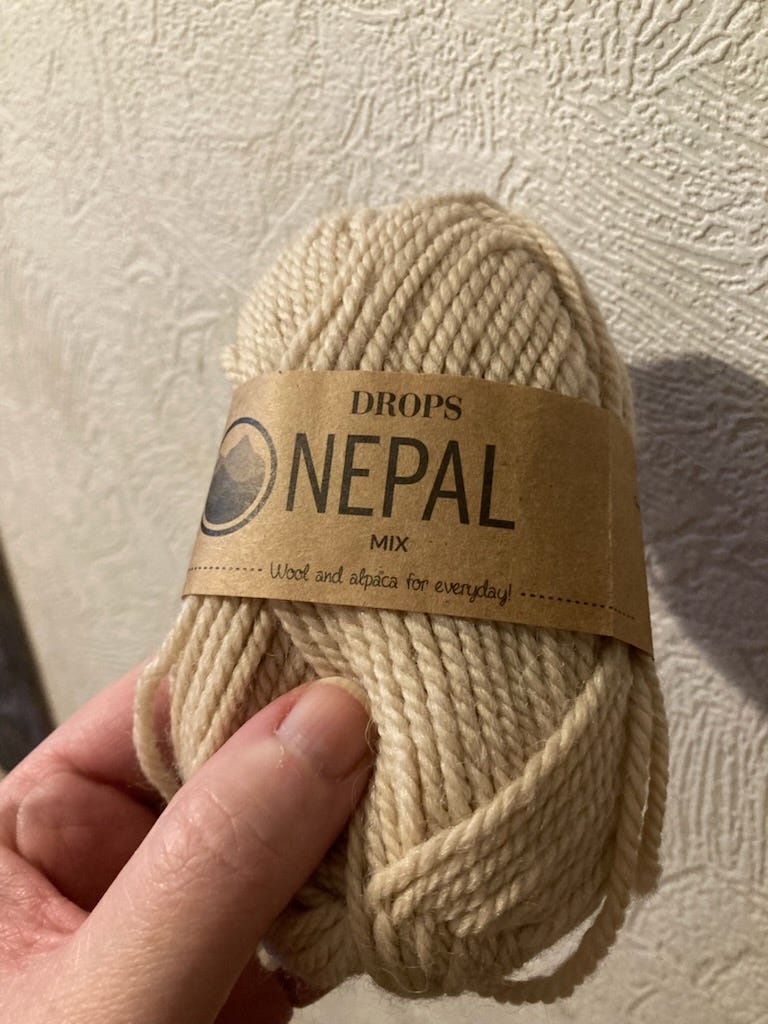 DROPS
NEPAL
MIX
Wool and alpaca for everyday!